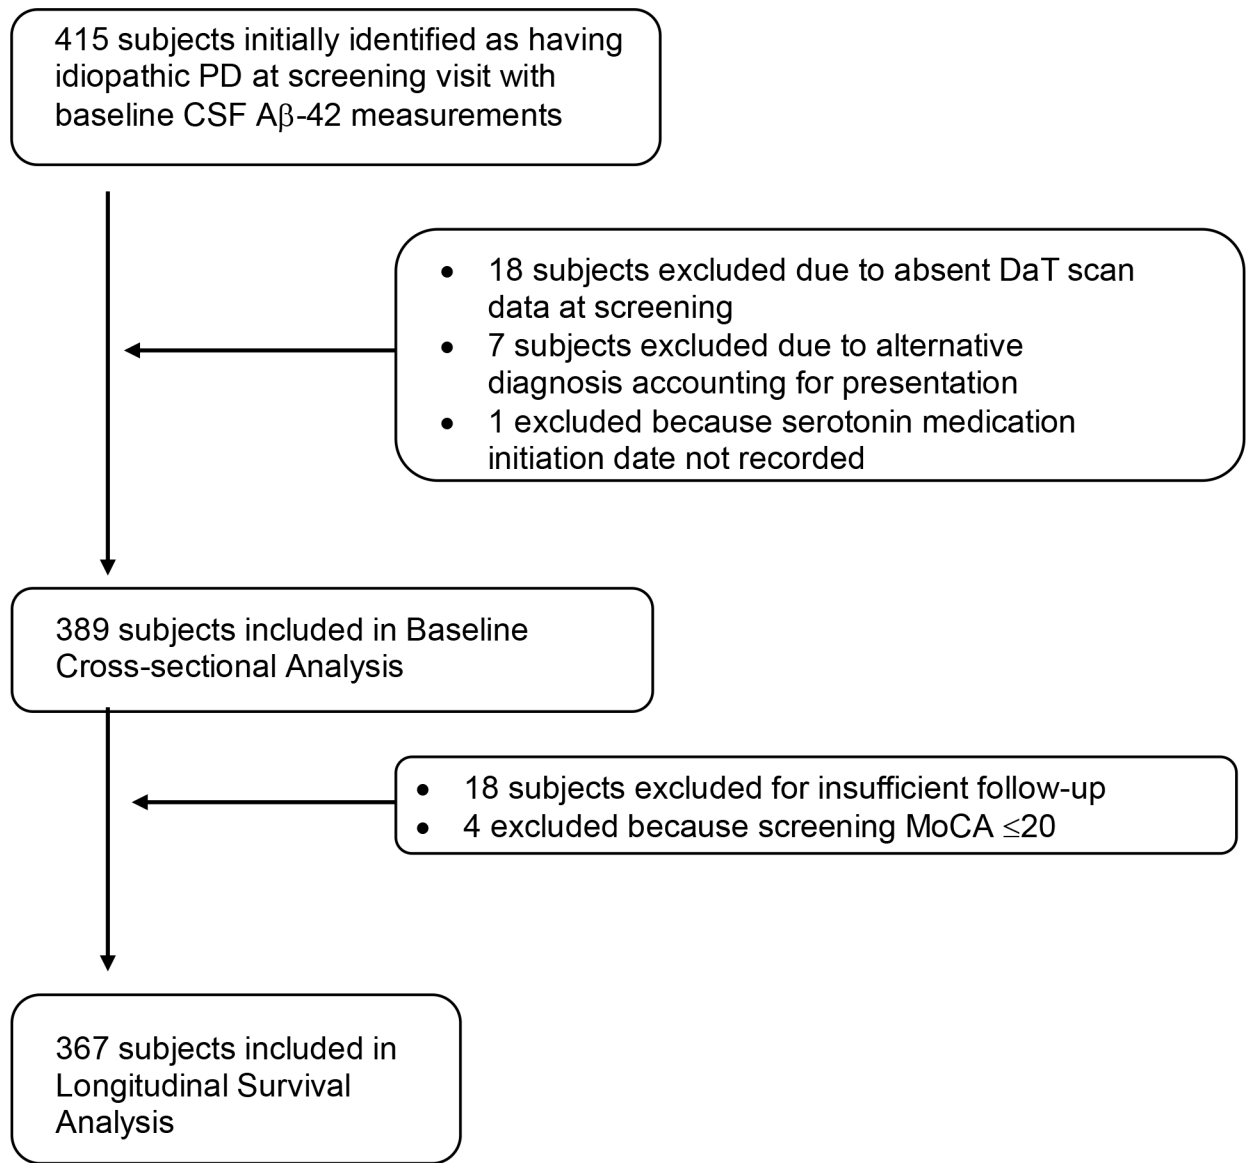 415 subjects initially identified as having
idiopathic PD at screening visit with
baseline CSF Aβ-42 measurements
• 18 subjects excluded due to absent DaT scan
data at screening
• 7 subjects excluded due to alternative
diagnosis accounting for presentation
• 1 excluded because serotonin medication
initiation date not recorded
389 subjects included in Baseline
Cross-sectional Analysis
• 18 subjects excluded for insufficient follow-up
• 4 excluded because screening MoCA ≤20
367 subjects included in
Longitudinal Survival
Analysis